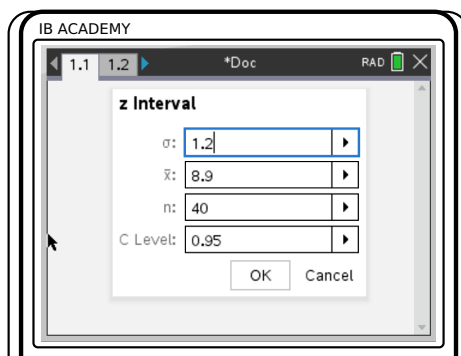 IB ACADEMY
1.1 1.2 *Doc RAD
z Interval
σ: 1.2
x̄: 8.9
n: 40
C Level: 0.95
OK Cancel